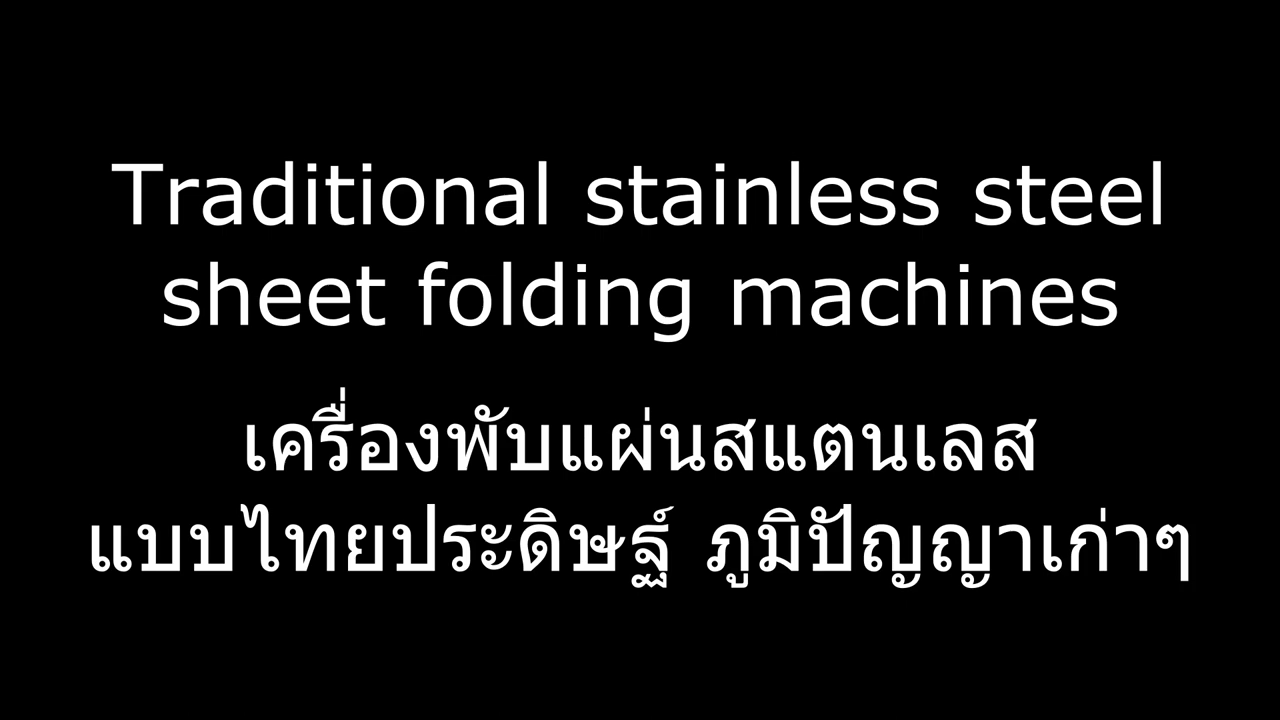 Traditional stainless steel
sheet folding machines
เครื่องพับแผ่นสแตนเลส
แบบไทยประดิษฐ์ ภูมิปัญญาเก่าๆ